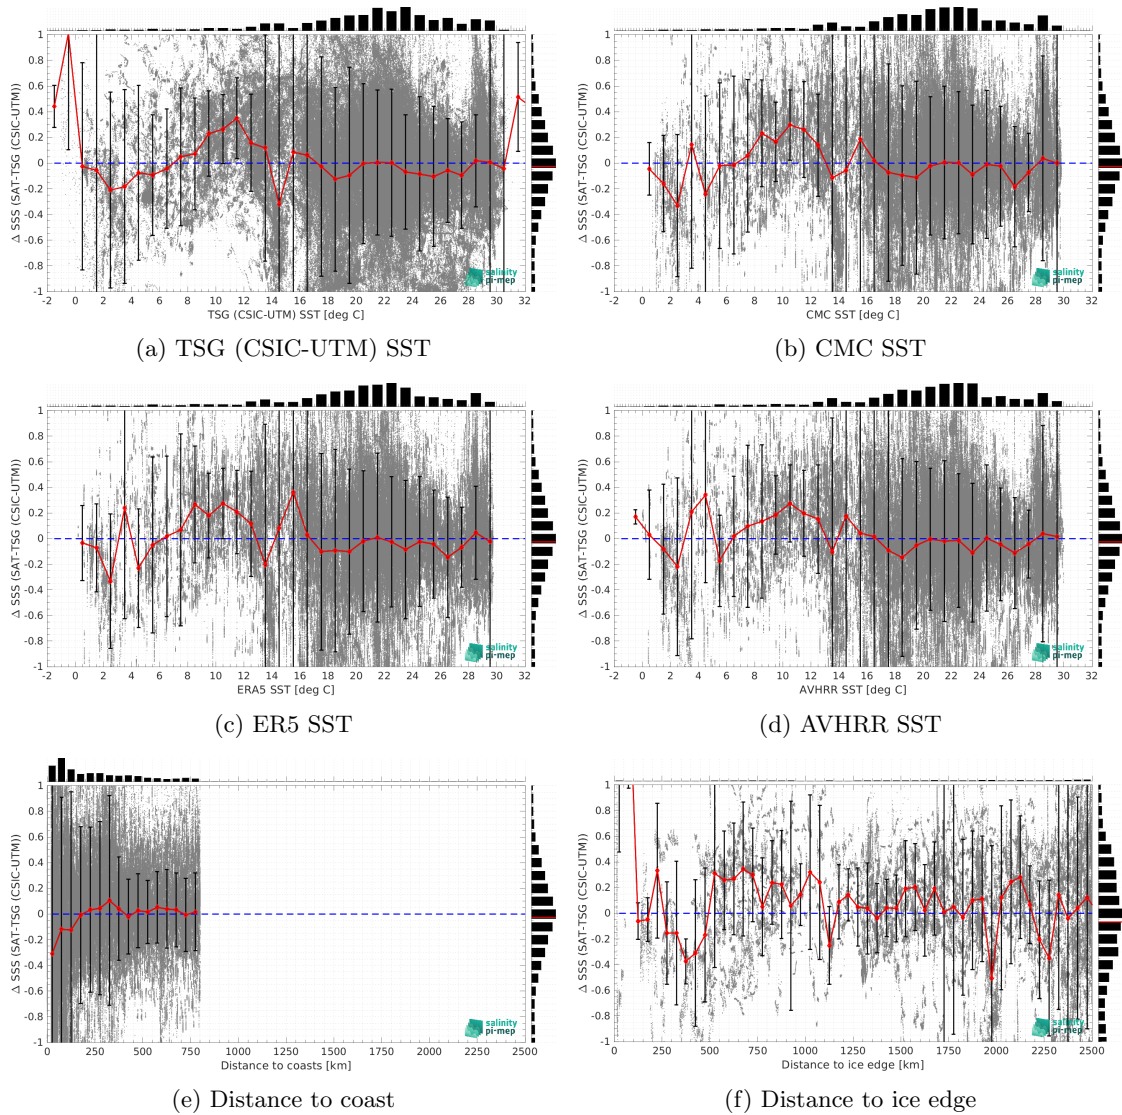 1
0.8
0.6
0.4
0.2
0
-0.2
-0.4
-0.6
-0.8
-1
Δ SSS (SAT-TSG (CSIC-UTM))
-2 0 2 4 6 8 10 12 14 16 18 20 22 24 26 28 30 32
TSG (CSIC-UTM) SST [deg C]
salinity
pi-mep
(a) TSG (CSIC-UTM) SST
1
0.8
0.6
0.4
0.2
0
-0.2
-0.4
-0.6
-0.8
-1
Δ SSS (SAT-TSG (CSIC-UTM))
-2 0 2 4 6 8 10 12 14 16 18 20 22 24 26 28 30 32
CMC SST [deg C]
salinity
pi-mep
(b) CMC SST
1
0.8
0.6
0.4
0.2
0
-0.2
-0.4
-0.6
-0.8
-1
Δ SSS (SAT-TSG (CSIC-UTM))
-2 0 2 4 6 8 10 12 14 16 18 20 22 24 26 28 30 32
ERA5 SST [deg C]
salinity
pi-mep
(c) ER5 SST
1
0.8
0.6
0.4
0.2
0
-0.2
-0.4
-0.6
-0.8
-1
Δ SSS (SAT-TSG (CSIC-UTM))
-2 0 2 4 6 8 10 12 14 16 18 20 22 24 26 28 30 32
AVHRR SST [deg C]
salinity
pi-mep
(d) AVHRR SST
1
0.8
0.6
0.4
0.2
0
-0.2
-0.4
-0.6
-0.8
-1
Δ SSS (SAT-TSG (CSIC-UTM))
0 250 500 750 1000 1250 1500 1750 2000 2250 2500
Distance to coasts [km]
salinity
pi-mep
(e) Distance to coast
1
0.8
0.6
0.4
0.2
0
-0.2
-0.4
-0.6
-0.8
-1
Δ SSS (SAT-TSG (CSIC-UTM))
0 250 500 750 1000 1250 1500 1750 2000 2250 2500
Distance to ice edge [km]
salinity
pi-mep
(f) Distance to ice edge